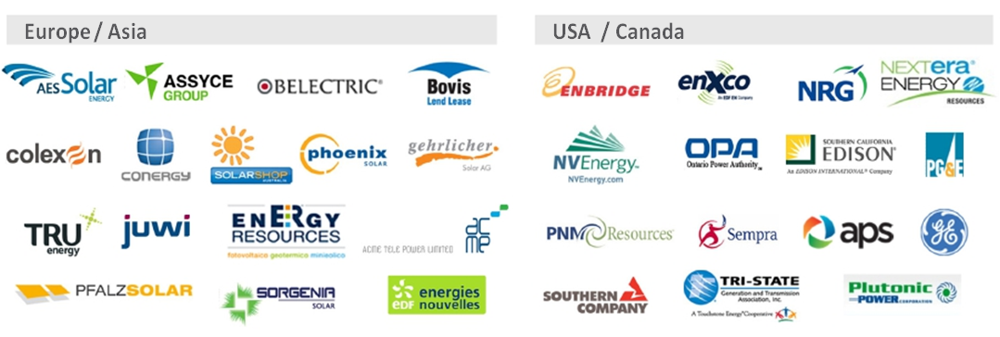 Europe / Asia
USA / Canada
AES Solar
ENERGY
ASSYCE
GROUP
BELECTRIC®
Bovis
Lend Lease
ENBRIDGE
enXco
An EDF EN Company
NRG
NEXTera®
ENERGY
RESOURCES
colexon
CONERGY
SOLARSHOP
AUSTRALIA
phoenix
SOLAR
gehrlicher
Solar AG
NVEnergy™
NVEnergy.com
OPA
Ontario Power Authority™
SOUTHERN CALIFORNIA
EDISON®
An EDISON INTERNATIONAL® Company
PG&E
TRU
energy
juwi
ENERGY
RESOURCES
fotovoltaico geotermico minieolico
ACME TELE POWER LIMITED
acme
PNM Resources®
Sempra
aps
GE
PFALZSOLAR
SORGENIA
SOLAR
EDF
energies
nouvelles
SOUTHERN
COMPANY
TRI-STATE
Generation and Transmission
Association, Inc.
A Touchstone Energy® Cooperative
Plutonic
POWER CORPORATION